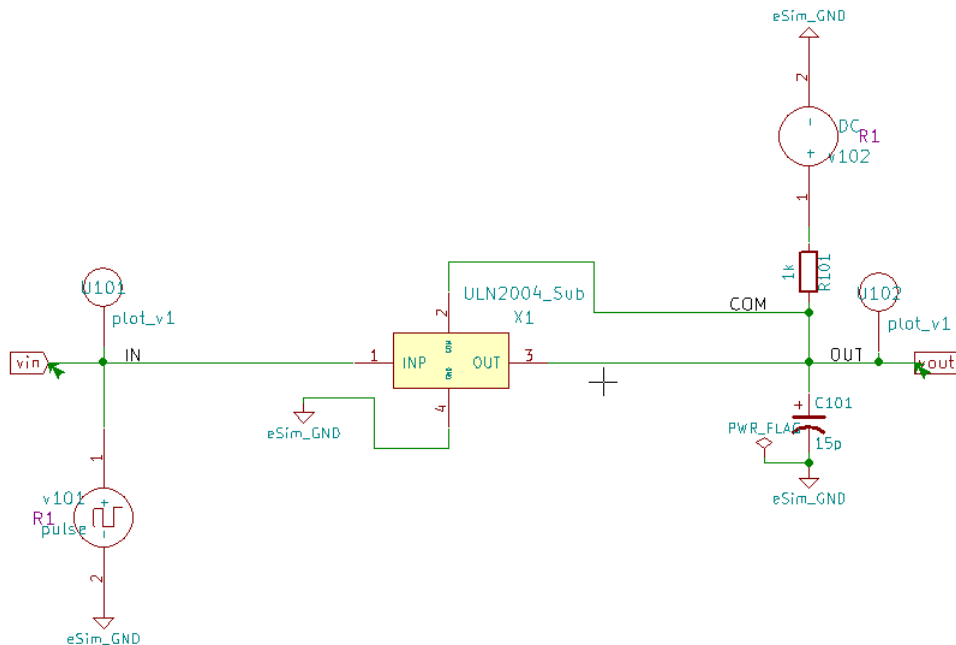 eSim_GND
2
DC
R1
v102
1
1k
R101
U101
plot_v1
ULN2004_Sub
X1
2
COM
U102
plot_v1
vin
IN
1
INP
OUT
3
OUT
vout
4
eSim_GND
C101
15p
PWR_FLAG
eSim_GND
1
v101
R1
pulse
2
eSim_GND